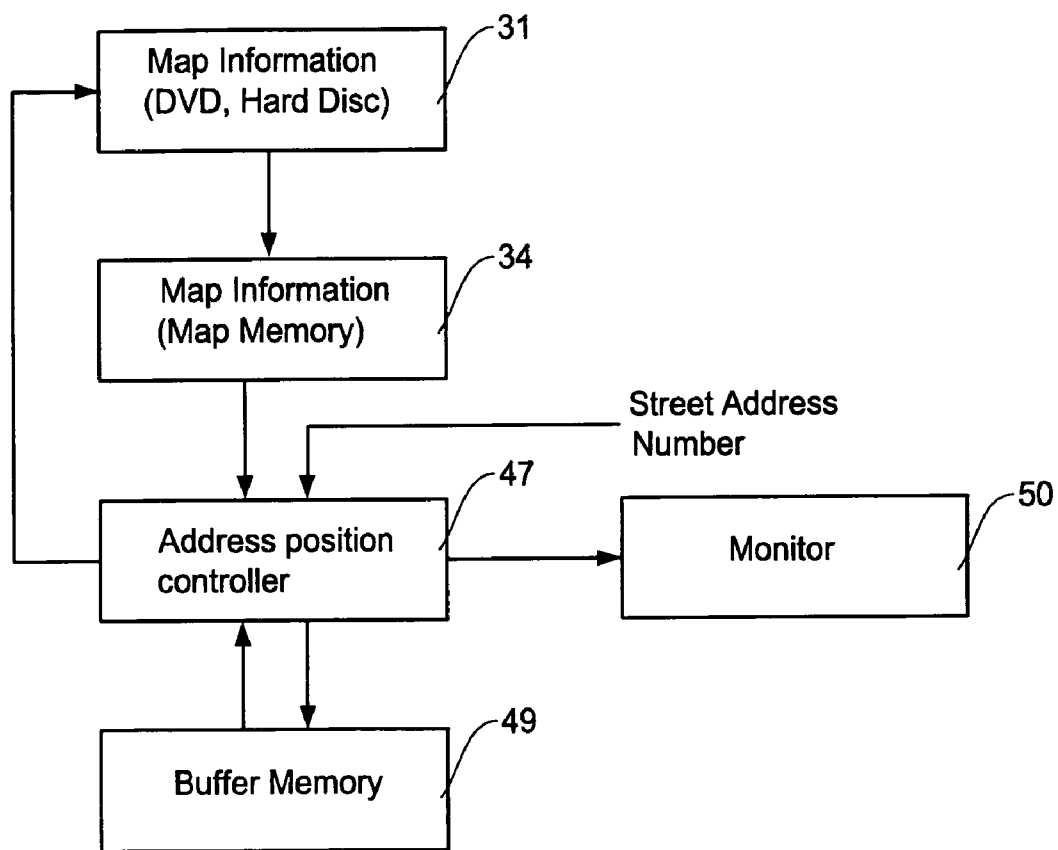 31
Map Information
(DVD, Hard Disc)
34
Map Information
(Map Memory)
Street Address
Number
47
Address position
controller
50
Monitor
49
Buffer Memory